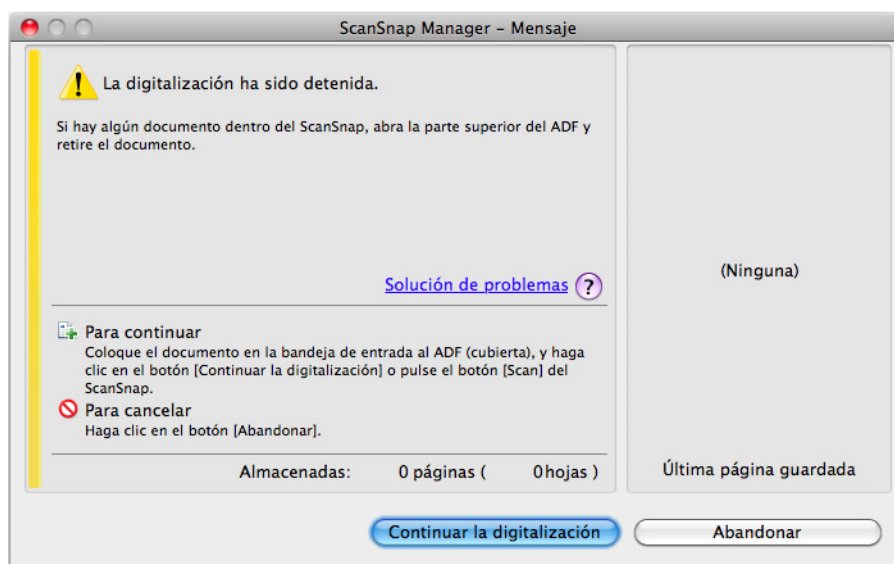 ScanSnap Manager – Mensaje
La digitalización ha sido detenida.
Si hay algún documento dentro del ScanSnap, abra la parte superior del ADF y
retire el documento.
Solución de problemas ?
(Ninguna)
Para continuar
Coloque el documento en la bandeja de entrada al ADF (cubierta), y haga
clic en el botón [Continuar la digitalización] o pulse el botón [Scan] del
ScanSnap.
Para cancelar
Haga clic en el botón [Abandonar].
Almacenadas: 0 páginas ( 0hojas )
Última página guardada
Continuar la digitalización
Abandonar